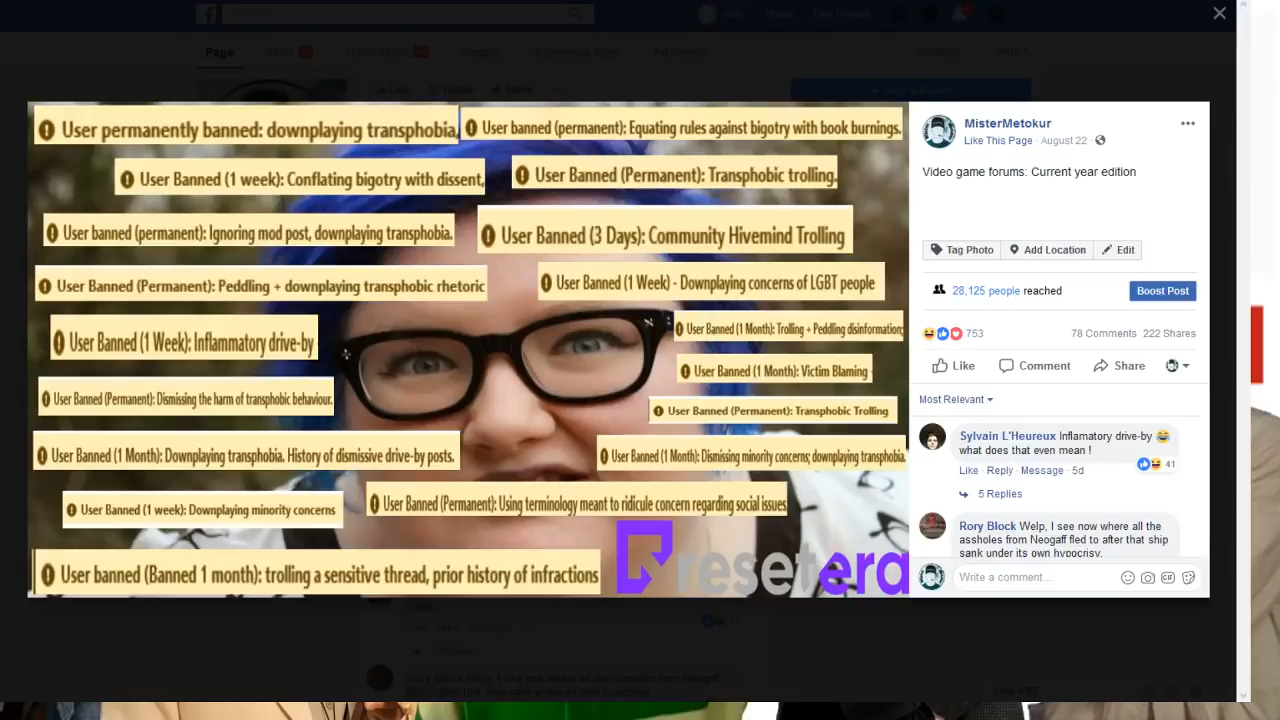 Page
MisterMetokur
Like This Page · August 22
Video game forums: Current year edition
Tag Photo Add Location Edit
28,125 people reached
Boost Post
753
78 Comments 222 Shares
Like Comment Share
Most Relevant
Sylvain L'Heureux Inflamatory drive-by
what does that even mean !
41
Like · Reply · Message · 5d
5 Replies
Rory Block Welp, I see now where all the
assholes from Neogaff fled to after that ship
sank under its own hypocrisy.
Write a comment...
GIF
User permanently banned: downplaying transphobia,
User banned (permanent): Equating rules against bigotry with book burnings.
User Banned (1 week): Conflating bigotry with dissent,
User Banned (Permanent): Transphobic trolling.
User banned (permanent): Ignoring mod post, downplaying transphobia.
User Banned (3 Days): Community Hivemind Trolling
User Banned (Permanent): Peddling + downplaying transphobic rhetoric
User Banned (1 Week) - Downplaying concerns of LGBT people
User Banned (1 Week): Inflammatory drive-by
User Banned (1 Month): Trolling + Peddling disinformation;
User Banned (1 Month): Victim Blaming
User Banned (Permanent): Dismissing the harm of transphobic behaviour.
User Banned (Permanent): Transphobic Trolling
User Banned (1 Month): Downplaying transphobia. History of dismissive drive-by posts.
User Banned (1 Month): Dismissing minority concerns; downplaying transphobia.
User Banned (1 week): Downplaying minority concerns
User Banned (Permanent): Using terminology meant to ridicule concern regarding social issues
User banned (Banned 1 month): trolling a sensitive thread, prior history of infractions
resetera